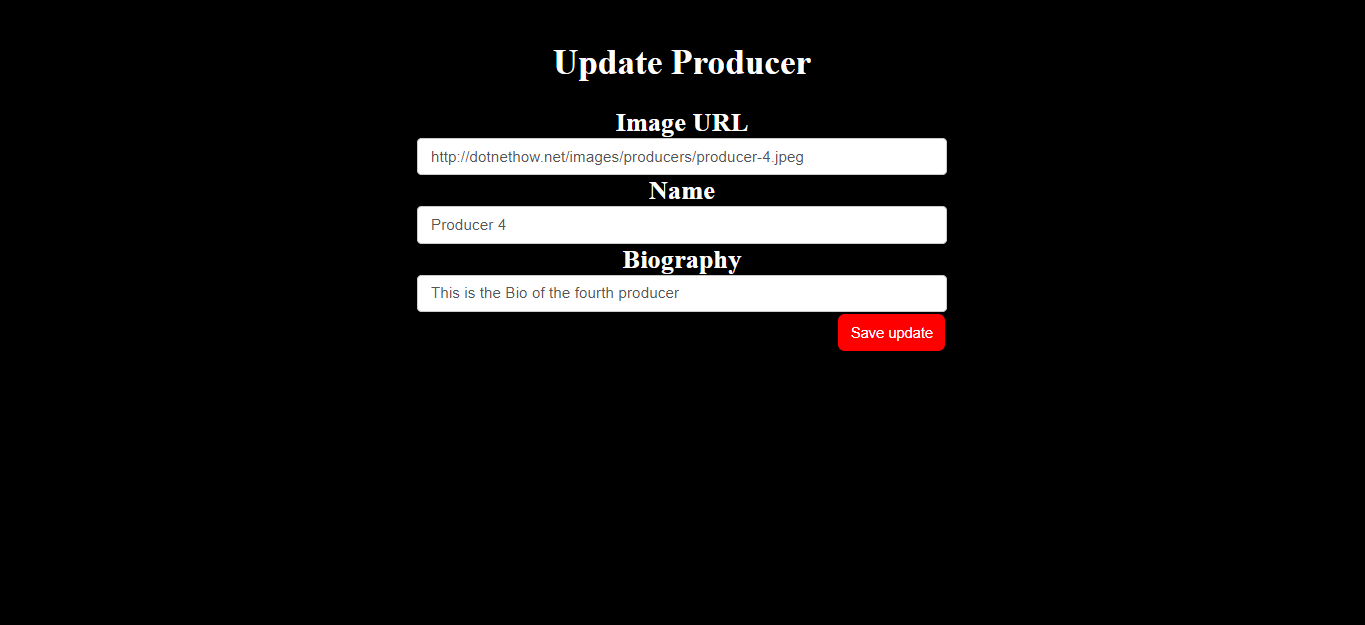 Update Producer
Image URL
http://dotnethow.net/images/producers/producer-4.jpeg
Name
Producer 4
Biography
This is the Bio of the fourth producer
Save update